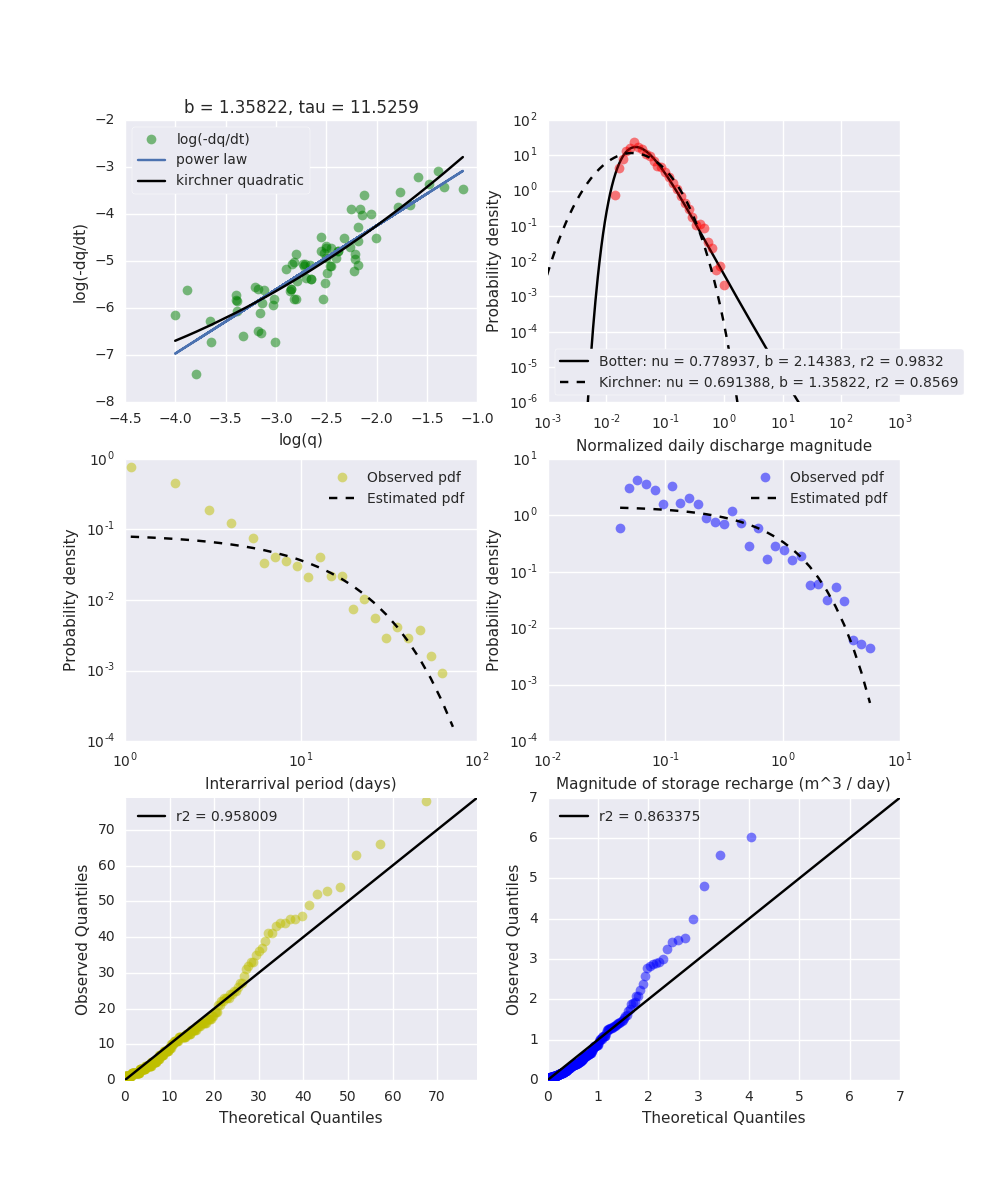 b = 1.35822, tau = 11.5259
−2
−3
−4
−5
−6
−7
−8
log(-dq/dt)
log(-dq/dt)
power law
kirchner quadratic
−4.5 −4.0 −3.5 −3.0 −2.5 −2.0 −1.5 −1.0
log(q)
10^2
10^1
10^0
10^-1
10^-2
10^-3
10^-4
10^-5
10^-6
Probability density
Botter: nu = 0.778937, b = 2.14383, r2 = 0.9832
Kirchner: nu = 0.691388, b = 1.35822, r2 = 0.8569
10^-3 10^-2 10^-1 10^0 10^1 10^2 10^3
Normalized daily discharge magnitude
10^0
10^-1
10^-2
10^-3
10^-4
Probability density
Observed pdf
Estimated pdf
10^0 10^1 10^2
Interarrival period (days)
10^1
10^0
10^-1
10^-2
10^-3
10^-4
Probability density
Observed pdf
Estimated pdf
10^-2 10^-1 10^0 10^1
Magnitude of storage recharge (m^3 / day)
70
60
50
40
30
20
10
0
Observed Quantiles
r2 = 0.958009
0 10 20 30 40 50 60 70
Theoretical Quantiles
7
6
5
4
3
2
1
0
Observed Quantiles
r2 = 0.863375
0 1 2 3 4 5 6 7
Theoretical Quantiles